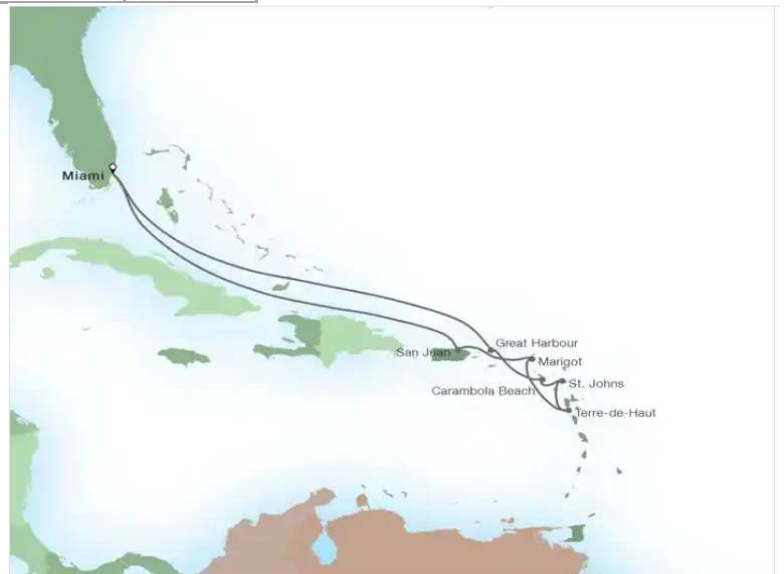 Miami
Great Harbour
San Juan
Marigot
St. Johns
Carambola Beach
Terre-de-Haut